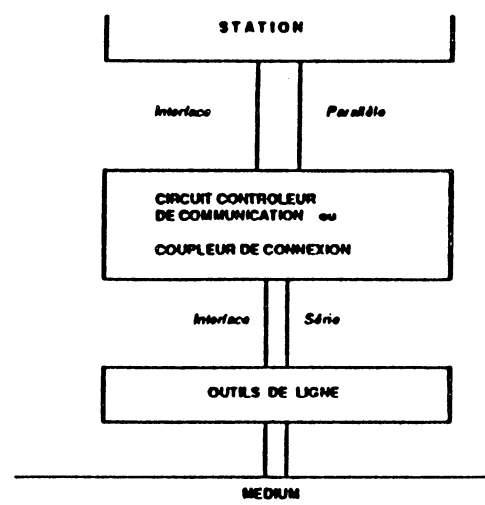 STATION
Interface Parallèle
CIRCUIT CONTROLEUR
DE COMMUNICATION ou
COUPLEUR DE CONNEXION
Interface Série
OUTILS DE LIGNE
MEDIUM